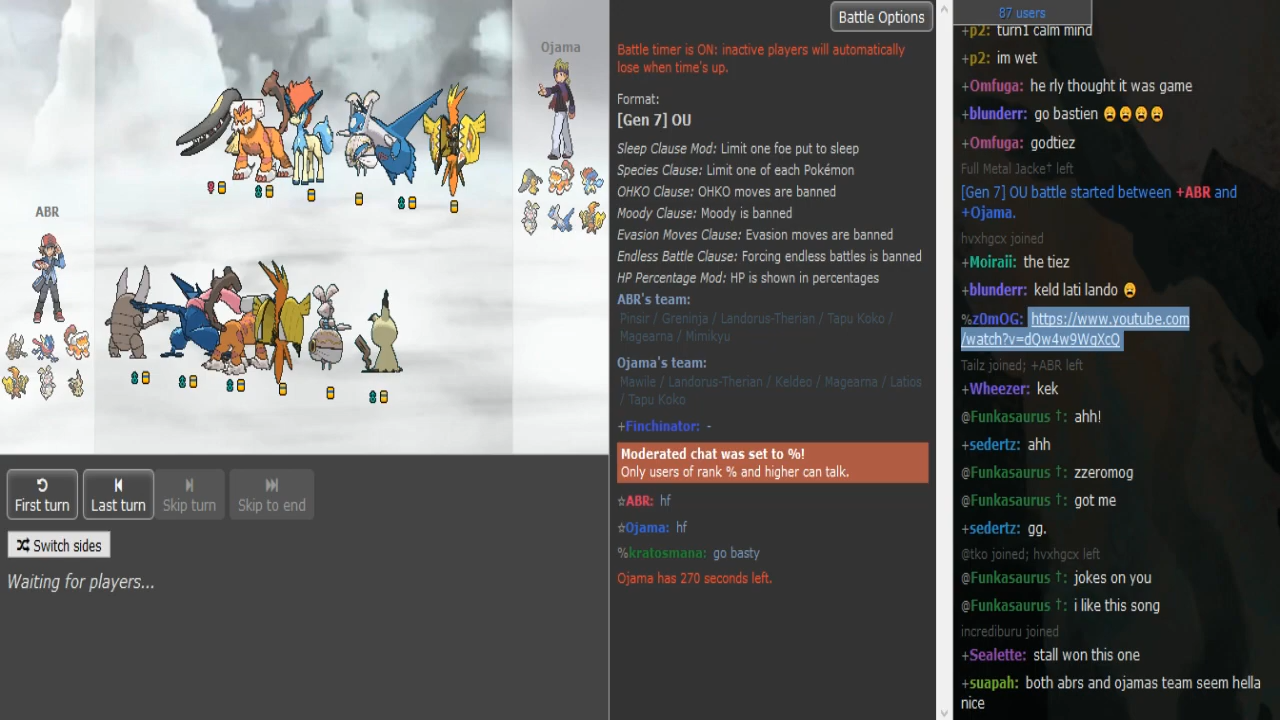 Ojama
ABR
First turn
Last turn
Skip turn
Skip to end
Switch sides
Waiting for players...
Battle Options
Battle timer is ON: inactive players will automatically
lose when time's up.
Format:
[Gen 7] OU
Sleep Clause Mod: Limit one foe put to sleep
Species Clause: Limit one of each Pokémon
OHKO Clause: OHKO moves are banned
Moody Clause: Moody is banned
Evasion Moves Clause: Evasion moves are banned
Endless Battle Clause: Forcing endless battles is banned
HP Percentage Mod: HP is shown in percentages
ABR's team:
Pinsir / Greninja / Landorus-Therian / Tapu Koko /
Magearna / Mimikyu
Ojama's team:
Mawile / Landorus-Therian / Keldeo / Magearna / Latios
/ Tapu Koko
+Finchinator: -
Moderated chat was set to %!
Only users of rank % and higher can talk.
☆ABR: hf
☆Ojama: hf
%kratosmana: go basty
Ojama has 270 seconds left.
87 users
+p2: turn1 calm mind
+p2: im wet
+Omfuga: he rly thought it was game
+blunderr: go bastien 😩😩😩😩
+Omfuga: godtiez
Full Metal Jacke† left
[Gen 7] OU battle started between +ABR and
+Ojama.
hvxhgcx joined
+Moiraii: the tiez
+blunderr: keld lati lando 😩
%z0mOG: https://www.youtube.com
/watch?v=dQw4w9WgXcQ
Tailz joined; +ABR left
+Wheezer: kek
@Funkasaurus †: ahh!
+sedertz: ahh
@Funkasaurus †: zzeromog
@Funkasaurus †: got me
+sedertz: gg.
@tko joined; hvxhgcx left
@Funkasaurus †: jokes on you
@Funkasaurus †: i like this song
incrediburu joined
+Sealette: stall won this one
+suapah: both abrs and ojamas team seem hella
nice